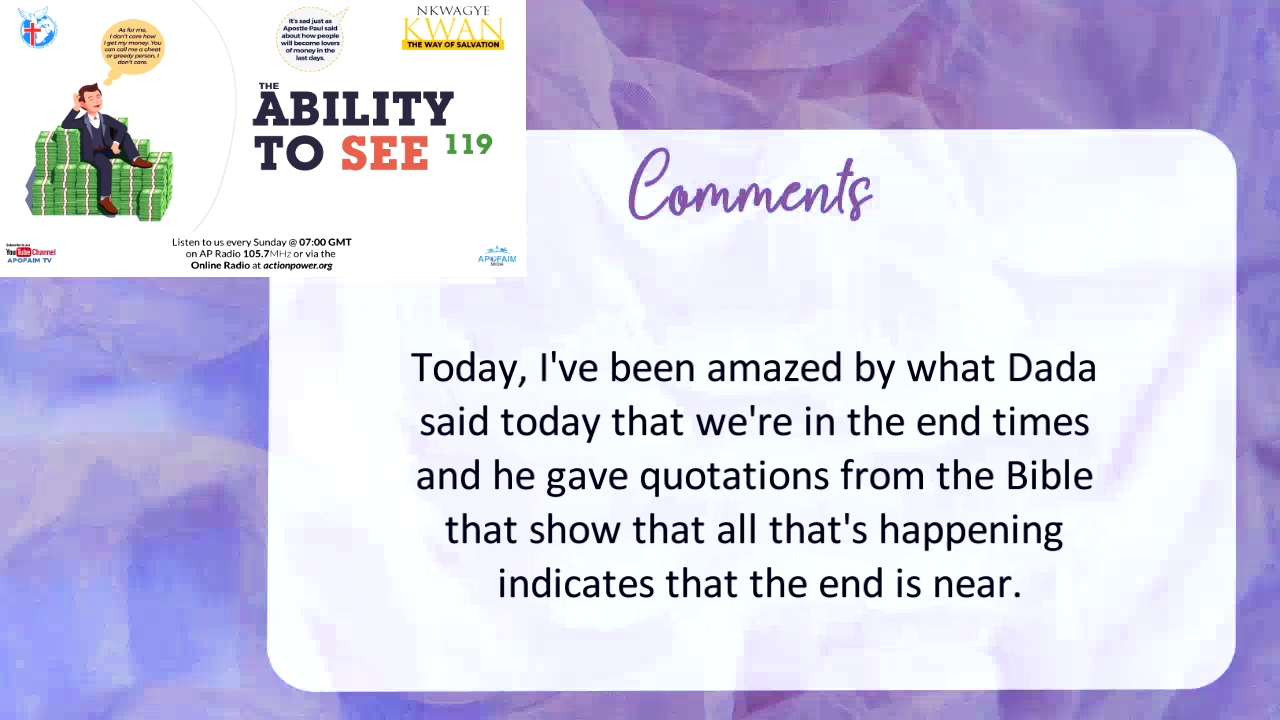 As for me,
I don't care how
I get my money. You
can call me a cheat
or greedy person, I
don't care.
It's sad just as
Apostle Paul said
about how people
will become lovers
of money in the
last days.
NKWAGYE
KWAN
THE WAY OF SALVATION
THE
ABILITY
TO SEE 119
Subscribe to our
YouTube Channel
APOFAIM TV
Listen to us every Sunday @ 07:00 GMT
on AP Radio 105.7MHz or via the
Online Radio at actionpower.org
APOFAIM
MEDIA
Comments
Today, I've been amazed by what Dada
said today that we're in the end times
and he gave quotations from the Bible
that show that all that's happening
indicates that the end is near.